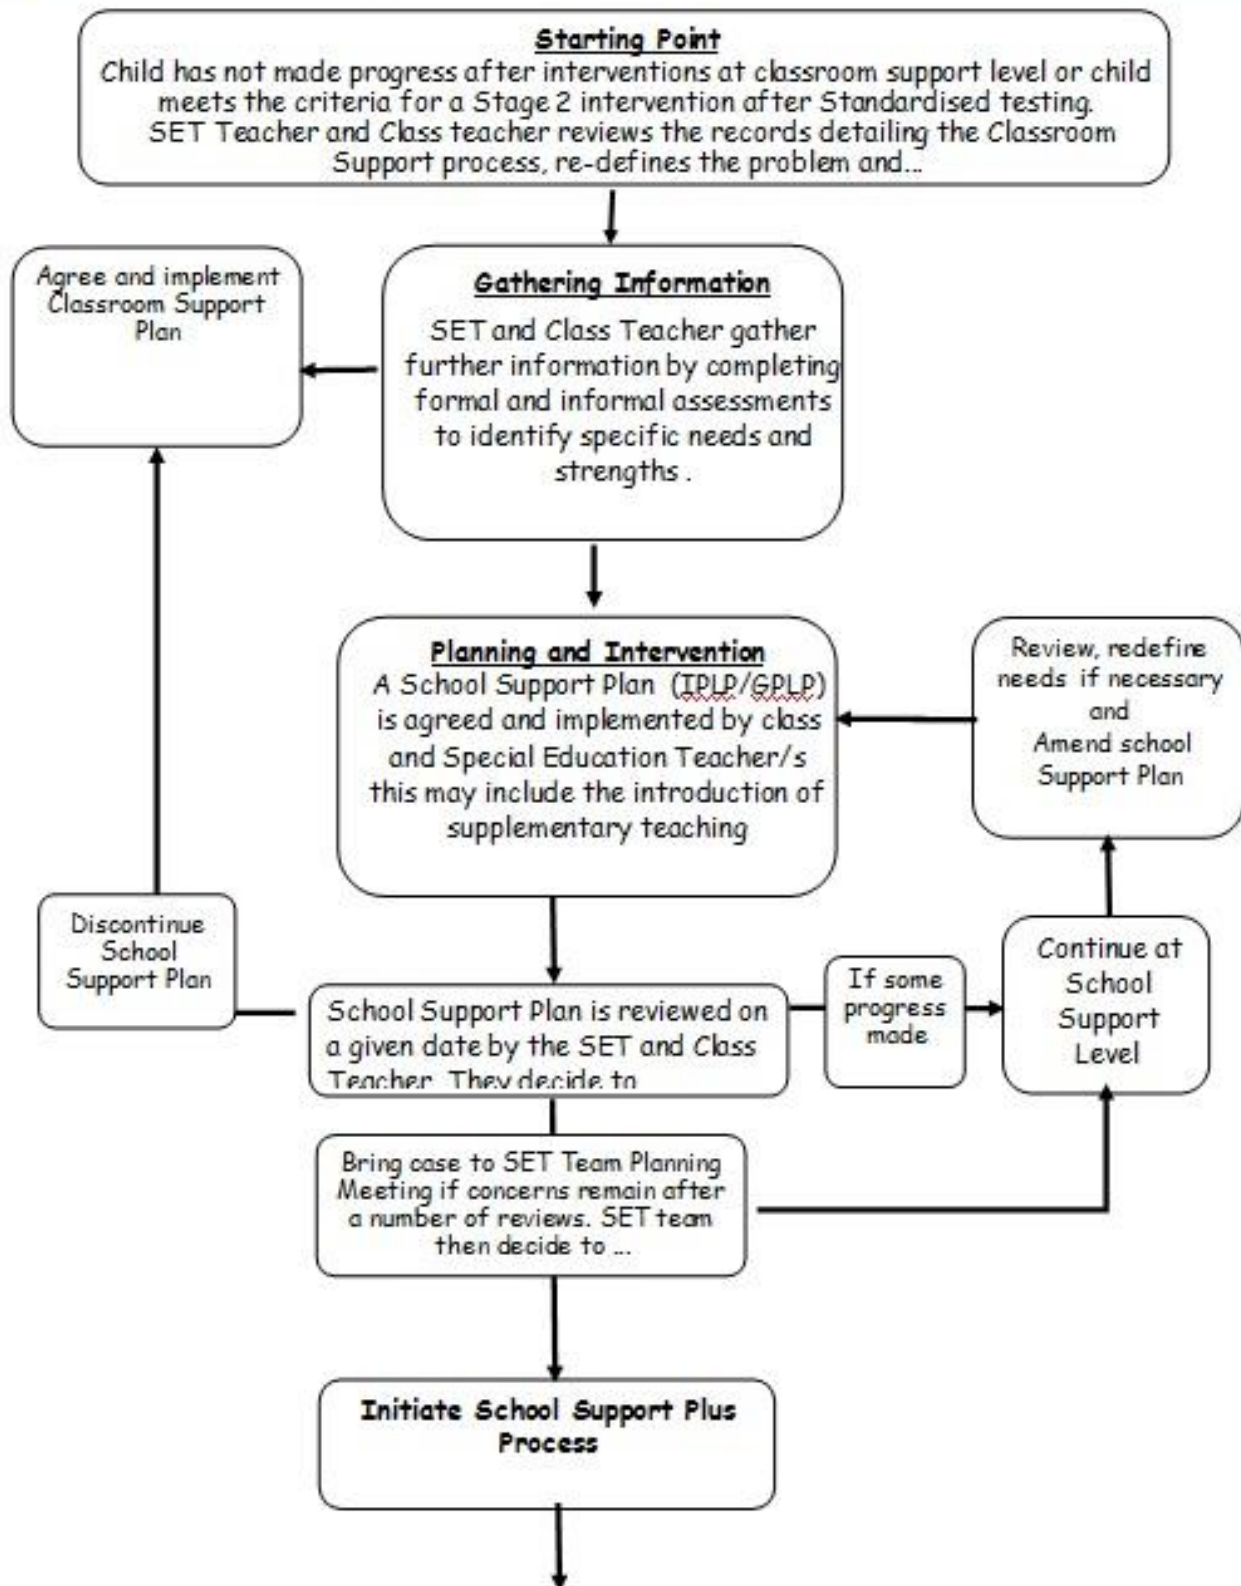 Starting Point
Child has not made progress after interventions at classroom support level or child
meets the criteria for a Stage 2 intervention after Standardised testing.
SET Teacher and Class teacher reviews the records detailing the Classroom
Support process, re-defines the problem and...
Agree and implement
Classroom Support
Plan
Gathering Information
SET and Class Teacher gather
further information by completing
formal and informal assessments
to identify specific needs and
strengths .
Planning and Intervention
A School Support Plan (IPLP/GPLP)
is agreed and implemented by class
and Special Education Teacher/s
this may include the introduction of
supplementary teaching
Review, redefine
needs if necessary
and
Amend school
Support Plan
Discontinue
School
Support Plan
School Support Plan is reviewed on
a given date by the SET and Class
Teacher. They decide to
If some
progress
made
Continue at
School
Support
Level
Bring case to SET Team Planning
Meeting if concerns remain after
a number of reviews. SET team
then decide to ...
Initiate School Support Plus
Process